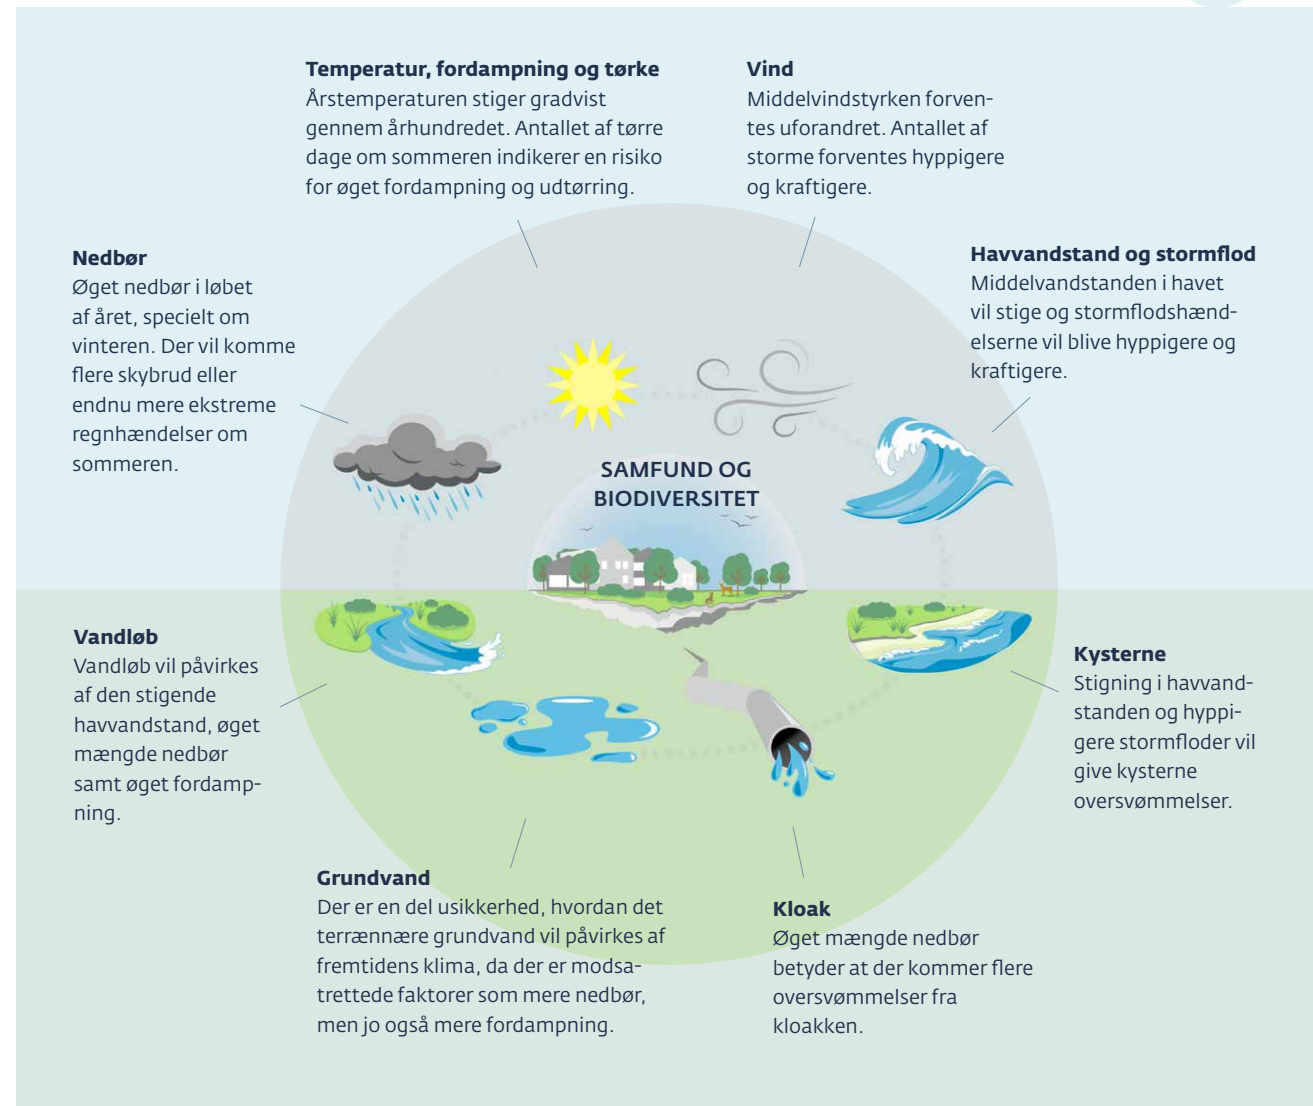 Temperatur, fordampning og tørke
Årstemperaturen stiger gradvist
gennem århundredet. Antallet af tørre
dage om sommeren indikerer en risiko
for øget fordampning og udtørring.
Vind
Middelvindstyrken forven-
tes uforandret. Antallet af
storme forventes hyppigere
og kraftigere.
Nedbør
Øget nedbør i løbet
af året, specielt om
vinteren. Der vil komme
flere skybrud eller
endnu mere ekstreme
regnhændelser om
sommeren.
Havvandstand og stormflod
Middelvandstanden i havet
vil stige og stormflodshænd-
elserne vil blive hyppigere og
kraftigere.
SAMFUND OG
BIODIVERSITET
Vandløb
Vandløb vil påvirkes
af den stigende
havvandstand, øget
mængde nedbør
samt øget fordamp-
ning.
Kysterne
Stigning i havvand-
standen og hyppi-
gere stormfloder vil
give kysterne
oversvømmelser.
Grundvand
Der er en del usikkerhed, hvordan det
terrænnære grundvand vil påvirkes af
fremtidens klima, da der er modsa-
trettede faktorer som mere nedbør,
men jo også mere fordampning.
Kloak
Øget mængde nedbør
betyder at der kommer flere
oversvømmelser fra
kloakken.